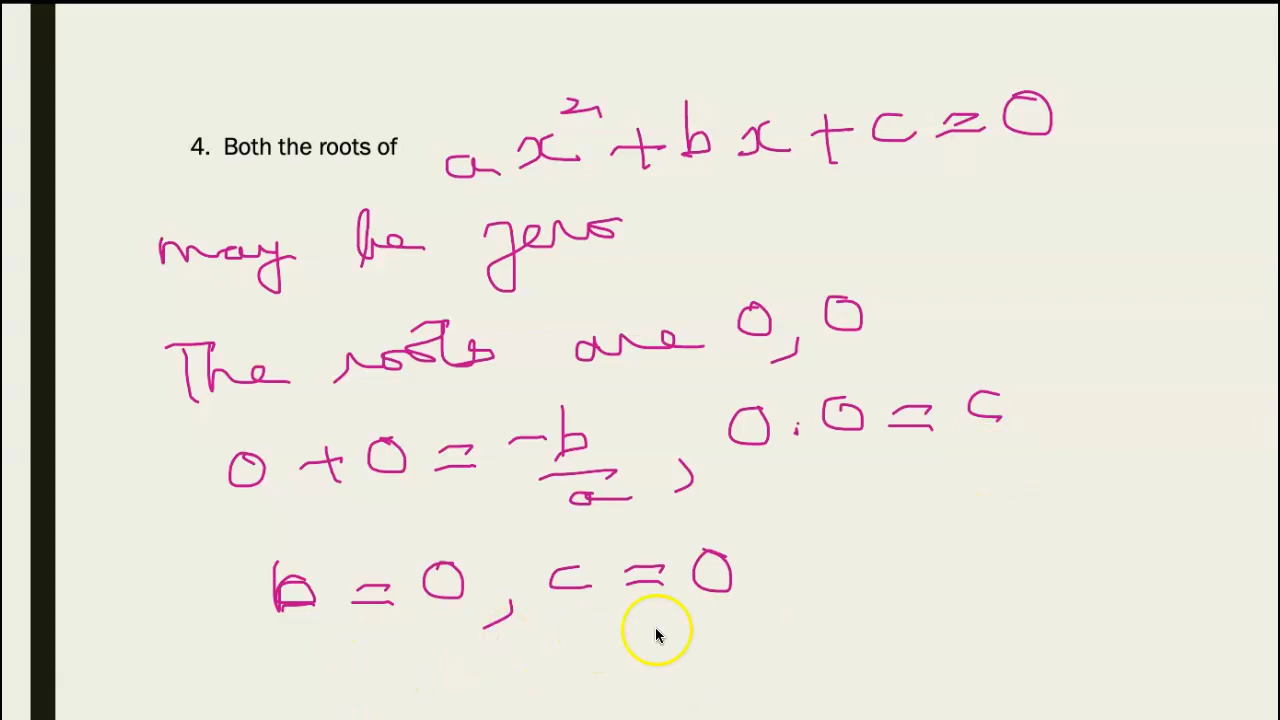 4. Both the roots of ax² + bx + c = 0
may be zero
The roots are 0, 0
0 + 0 = -b/a , 0 . 0 = c
b = 0 , c = 0